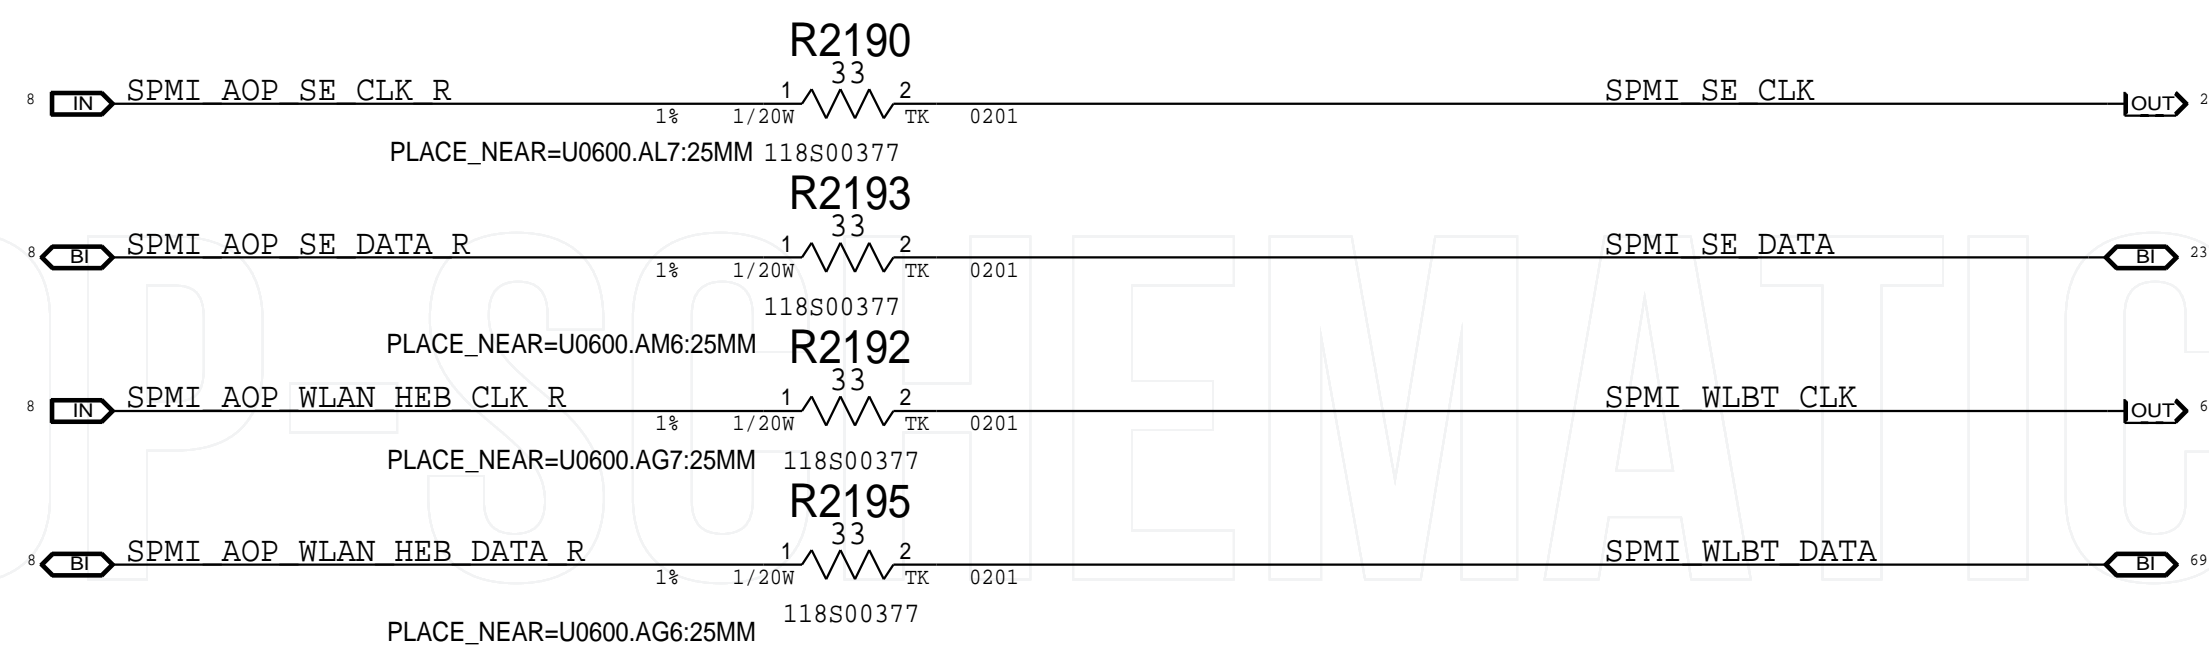 R2190
33
8 IN SPMI_AOP_SE_CLK_R 1 2 SPMI_SE_CLK OUT 2
1% 1/20W TK 0201
PLACE_NEAR=U0600.AL7:25MM 118S00377
R2193
33
8 BI SPMI_AOP_SE_DATA_R 1 2 SPMI_SE_DATA BI 23
1% 1/20W TK 0201
118S00377
PLACE_NEAR=U0600.AM6:25MM
R2192
33
8 IN SPMI_AOP_WLAN_HEB_CLK_R 1 2 SPMI_WLBT_CLK OUT 6
1% 1/20W TK 0201
PLACE_NEAR=U0600.AG7:25MM 118S00377
R2195
33
8 BI SPMI_AOP_WLAN_HEB_DATA_R 1 2 SPMI_WLBT_DATA BI 69
1% 1/20W TK 0201
118S00377
PLACE_NEAR=U0600.AG6:25MM
OP-SCHEMATIC